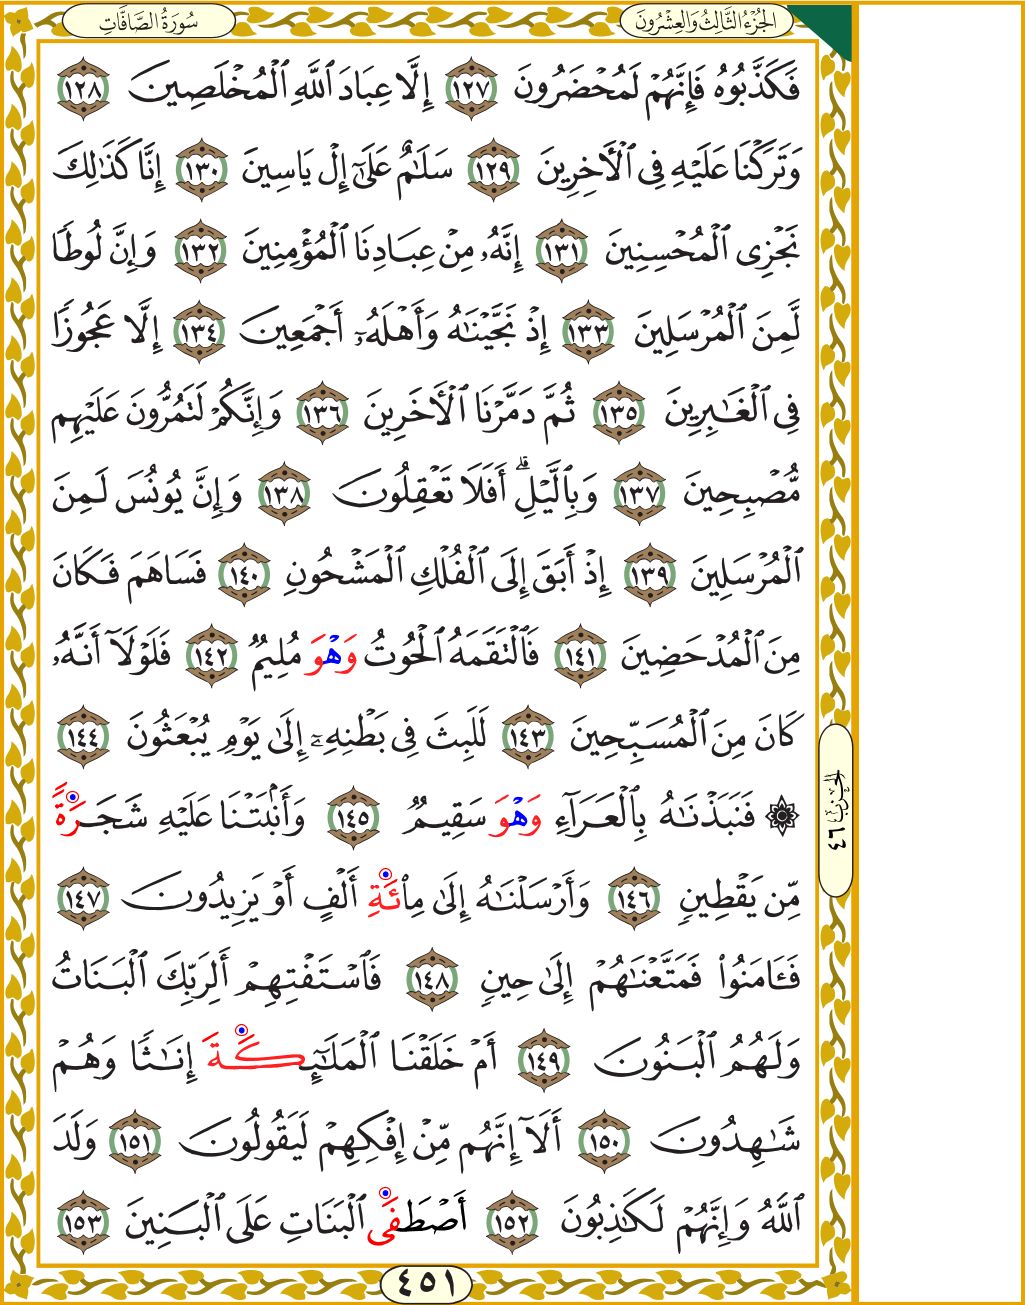 الجُزْءُ الثَّالِثُ وَالعِشْرُونَ
سُورَةُ الصَّافَّاتِ
فَكَذَّبُوهُ فَإِنَّهُمْ لَمُحْضَرُونَ ١٢٧ إِلَّا عِبَادَ ٱللَّهِ ٱلْمُخْلَصِينَ ١٢٨
وَتَرَكْنَا عَلَيْهِ فِى ٱلْأَخِرِينَ ١٢٩ سَلَٰمٌ عَلَىٰٓ إِلْ يَاسِينَ ١٣٠ إِنَّا كَذَٰلِكَ
نَجْزِى ٱلْمُحْسِنِينَ ١٣١ إِنَّهُۥ مِنْ عِبَادِنَا ٱلْمُؤْمِنِينَ ١٣٢ وَإِنَّ لُوطًا
لَّمِنَ ٱلْمُرْسَلِينَ ١٣٣ إِذْ نَجَّيْنَٰهُ وَأَهْلَهُۥٓ أَجْمَعِينَ ١٣٤ إِلَّا عَجُوزًا
فِى ٱلْغَٰبِرِينَ ١٣٥ ثُمَّ دَمَّرْنَا ٱلْأَخَرِينَ ١٣٦ وَإِنَّكُمْ لَتَمُرُّونَ عَلَيْهِم
مُّصْبِحِينَ ١٣٧ وَبِٱلَّيْلِ ۗ أَفَلَا تَعْقِلُونَ ١٣٨ وَإِنَّ يُونُسَ لَمِنَ
ٱلْمُرْسَلِينَ ١٣٩ إِذْ أَبَقَ إِلَى ٱلْفُلْكِ ٱلْمَشْحُونِ ١٤٠ فَسَاهَمَ فَكَانَ
مِنَ ٱلْمُدْحَضِينَ ١٤١ فَٱلْتَقَمَهُ ٱلْحُوتُ وَهْوَ مُلِيمٌ ١٤٢ فَلَوْلَآ أَنَّهُۥ
كَانَ مِنَ ٱلْمُسَبِّحِينَ ١٤٣ لَلَبِثَ فِى بَطْنِهِۦٓ إِلَىٰ يَوْمِ يُبْعَثُونَ ١٤٤
۞ فَنَبَذْنَٰهُ بِٱلْعَرَآءِ وَهْوَ سَقِيمٌ ١٤٥ وَأَنۢبَتْنَا عَلَيْهِ شَجَرَةً
مِّن يَقْطِينٍ ١٤٦ وَأَرْسَلْنَٰهُ إِلَىٰ مِا۟ئَةِ أَلْفٍ أَوْ يَزِيدُونَ ١٤٧
فَـَٔامَنُوا۟ فَمَتَّعْنَٰهُمْ إِلَىٰ حِينٍ ١٤٨ فَٱسْتَفْتِهِمْ أَلِرَبِّكَ ٱلْبَنَاتُ
وَلَهُمُ ٱلْبَنُونَ ١٤٩ أَمْ خَلَقْنَا ٱلْمَلَٰٓئِكَةَ إِنَٰثًا وَهُمْ
شَٰهِدُونَ ١٥٠ أَلَآ إِنَّهُم مِّنْ إِفْكِهِمْ لَيَقُولُونَ ١٥١ وَلَدَ
ٱللَّهُ وَإِنَّهُمْ لَكَٰذِبُونَ ١٥٢ أَصْطَفَى ٱلْبَنَاتِ عَلَى ٱلْبَنِينَ ١٥٣
الحِزْبُ ٤٦
٤٥١